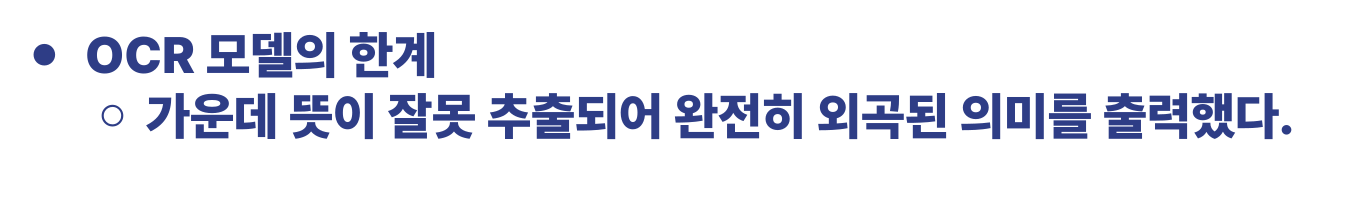 ● OCR 모델의 한계
○ 가운데 뜻이 잘못 추출되어 완전히 외곡된 의미를 출력했다.